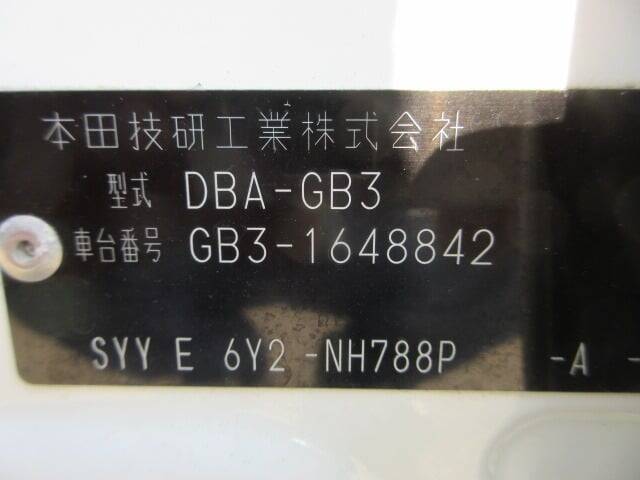 本田技研工業株式会社
型式 DBA-GB3
車台番号 GB3-1648842
SYY E 6Y2 -NH788P -A -